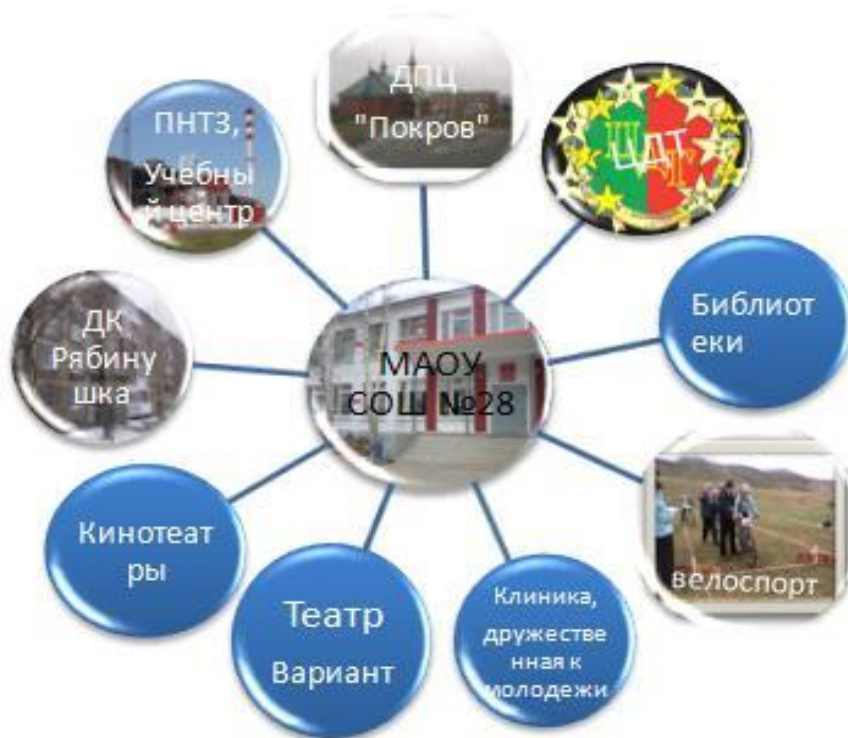 ДПЦ
"Покров"
ЦДТ
Библиот
еки
велоспорт
Клиника,
дружестве
нная к
молодежи
Театр
Вариант
Кинотеат
ры
ДК
Рябину
шка
ПНТЗ,
Учебны
й центр
МАОУ
СОШ №28